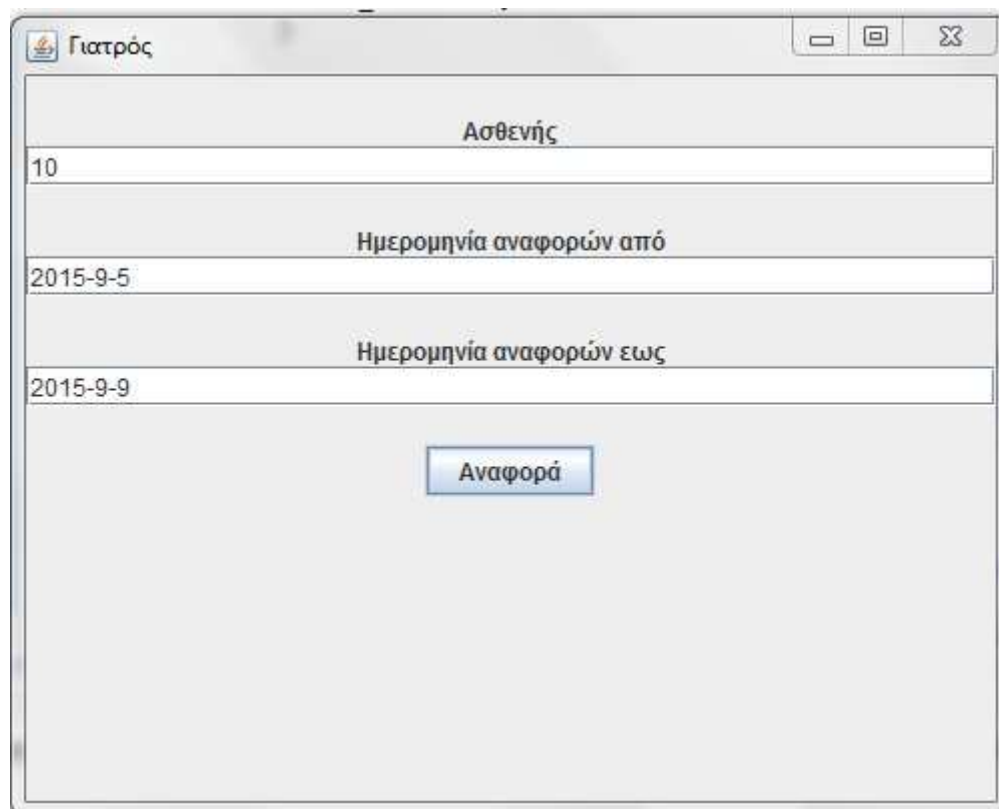 Γιατρός
Ασθενής
10
Ημερομηνία αναφορών από
2015-9-5
Ημερομηνία αναφορών εως
2015-9-9
Αναφορά